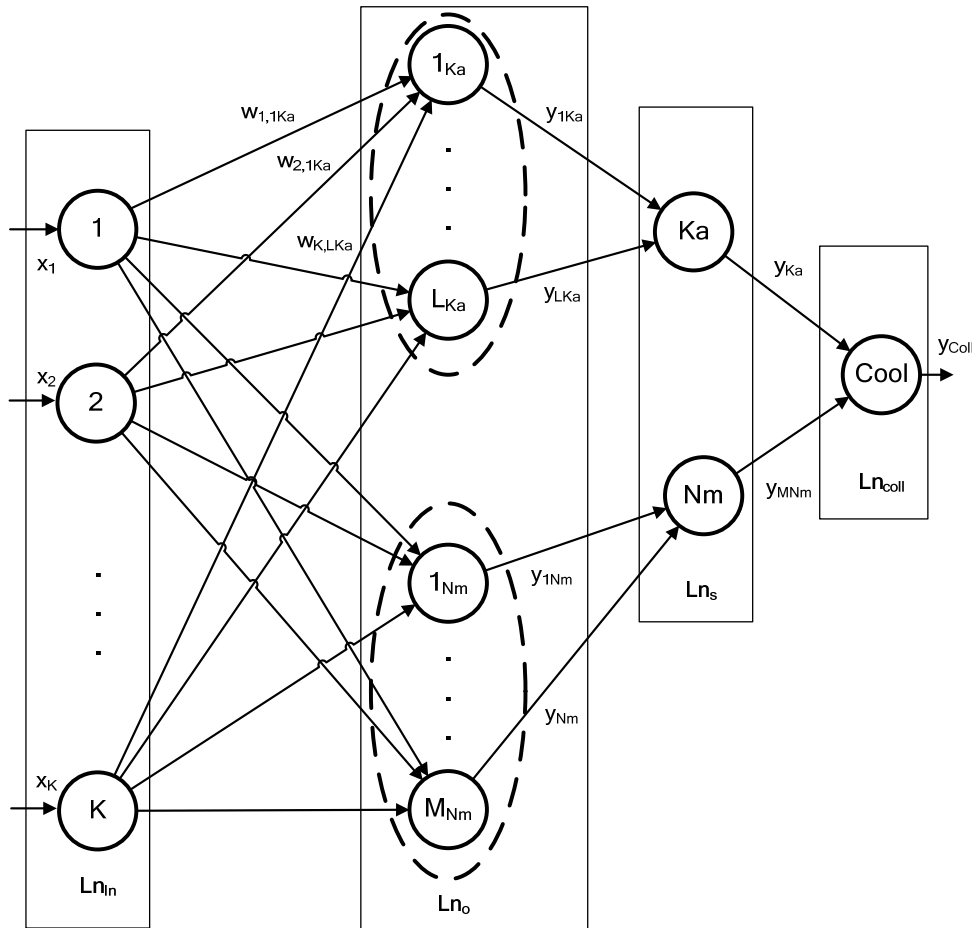 1Ka
w1,1Ka
y1Ka
w2,1Ka
1
Ka
wK,LKa
x1
yKa
LKa
yLKa
yColl
x2
Cool
2
Lncoll
Nm
yMNm
1Nm
y1Nm
Lns
yNm
xK
K
MNm
LnIn
Lno